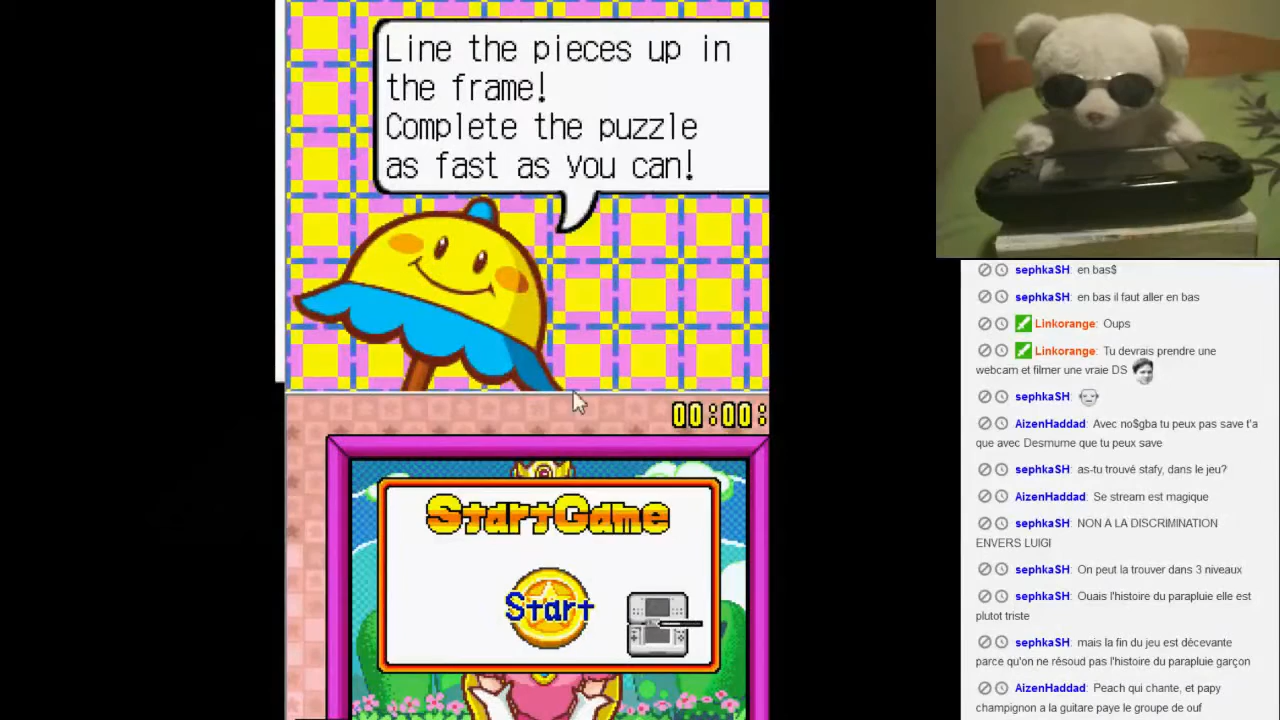 Line the pieces up in
the frame!
Complete the puzzle
as fast as you can!
00:00:
StartGame
Start
sephkaSH: en bas$
sephkaSH: en bas il faut aller en bas
Linkorange: Oups
Linkorange: Tu devrais prendre une
webcam et filmer une vraie DS
sephkaSH:
AizenHaddad: Avec no$gba tu peux pas save t'a
que avec Desmume que tu peux save
sephkaSH: as-tu trouvé stafy, dans le jeu?
AizenHaddad: Se stream est magique
sephkaSH: NON A LA DISCRIMINATION
ENVERS LUIGI
sephkaSH: On peut la trouver dans 3 niveaux
sephkaSH: Ouais l'histoire du parapluie elle est
plutot triste
sephkaSH: mais la fin du jeu est décevante
parce qu'on ne résoud pas l'histoire du parapluie garçon
AizenHaddad: Peach qui chante, et papy
champignon a la guitare paye le groupe de ouf